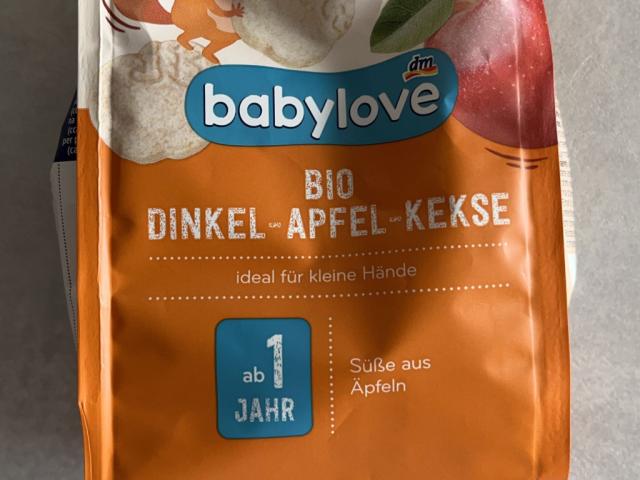 dm
babylove
BIO
DINKEL-APFEL-KEKSE
ideal für kleine Hände
ab 1
JAHR
Süße aus
Äpfeln